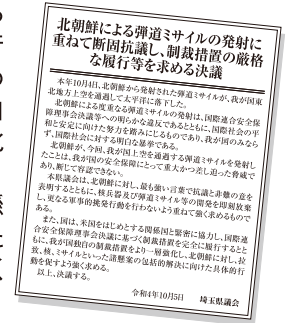 北朝鮮による弾道ミサイルの発射に
重ねて断固抗議し、制裁措置の厳格
な履行等を求める決議
本年10月4日、北朝鮮から発射された弾道ミサイルが、我が国東
北地方上空を通過して太平洋に落下した。
北朝鮮による度重なる弾道ミサイルの発射は、国際連合安全保
障理事会決議等への明らかな違反であるとともに、国際社会の平
和と安定に向けた努力を踏みにじるものであり、我が国のみなら
ず、国際社会に対する明白な挑戦である。
北朝鮮が、今回、我が国上空を通過する弾道ミサイルを発射し
たことは、我が国の安全保障にとって重大かつ差し迫った脅威で
あり、断じて容認できない。
本県議会は、北朝鮮に対し、最も強い言葉で抗議と非難の意を
表明するとともに、核兵器及び弾道ミサイル等の開発を即刻放棄
し、更なる軍事的挑発行動を行わないよう重ねて強く求めるもので
ある。
また、国は、米国をはじめとする関係国と緊密に協力し、国際連
合安全保障理事会決議に基づく制裁措置を完全に履行するとと
もに、我が国独自の制裁措置をより一層強化し、北朝鮮に対し、拉
致、核、ミサイルといった諸懸案の包括的解決に向けた具体的行
動を促すよう強く求める。
以上、決議する。
令和4年10月5日 埼玉県議会